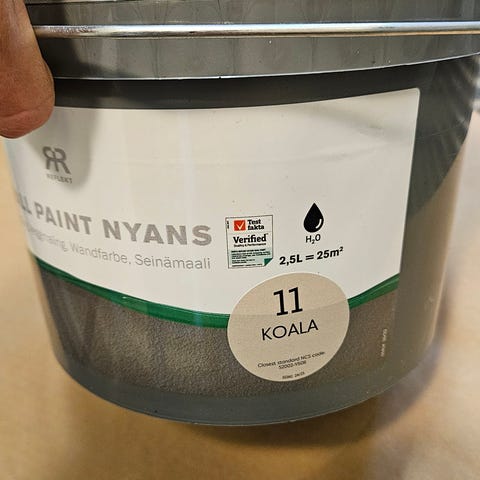 RR
REFLEKT
LL PAINT NYANS
maling, Wandfarbe, Seinämaali
Test
fakta
Verified
H₂O
2,5L = 25m²
11
KOALA
Closest standard NCS code: